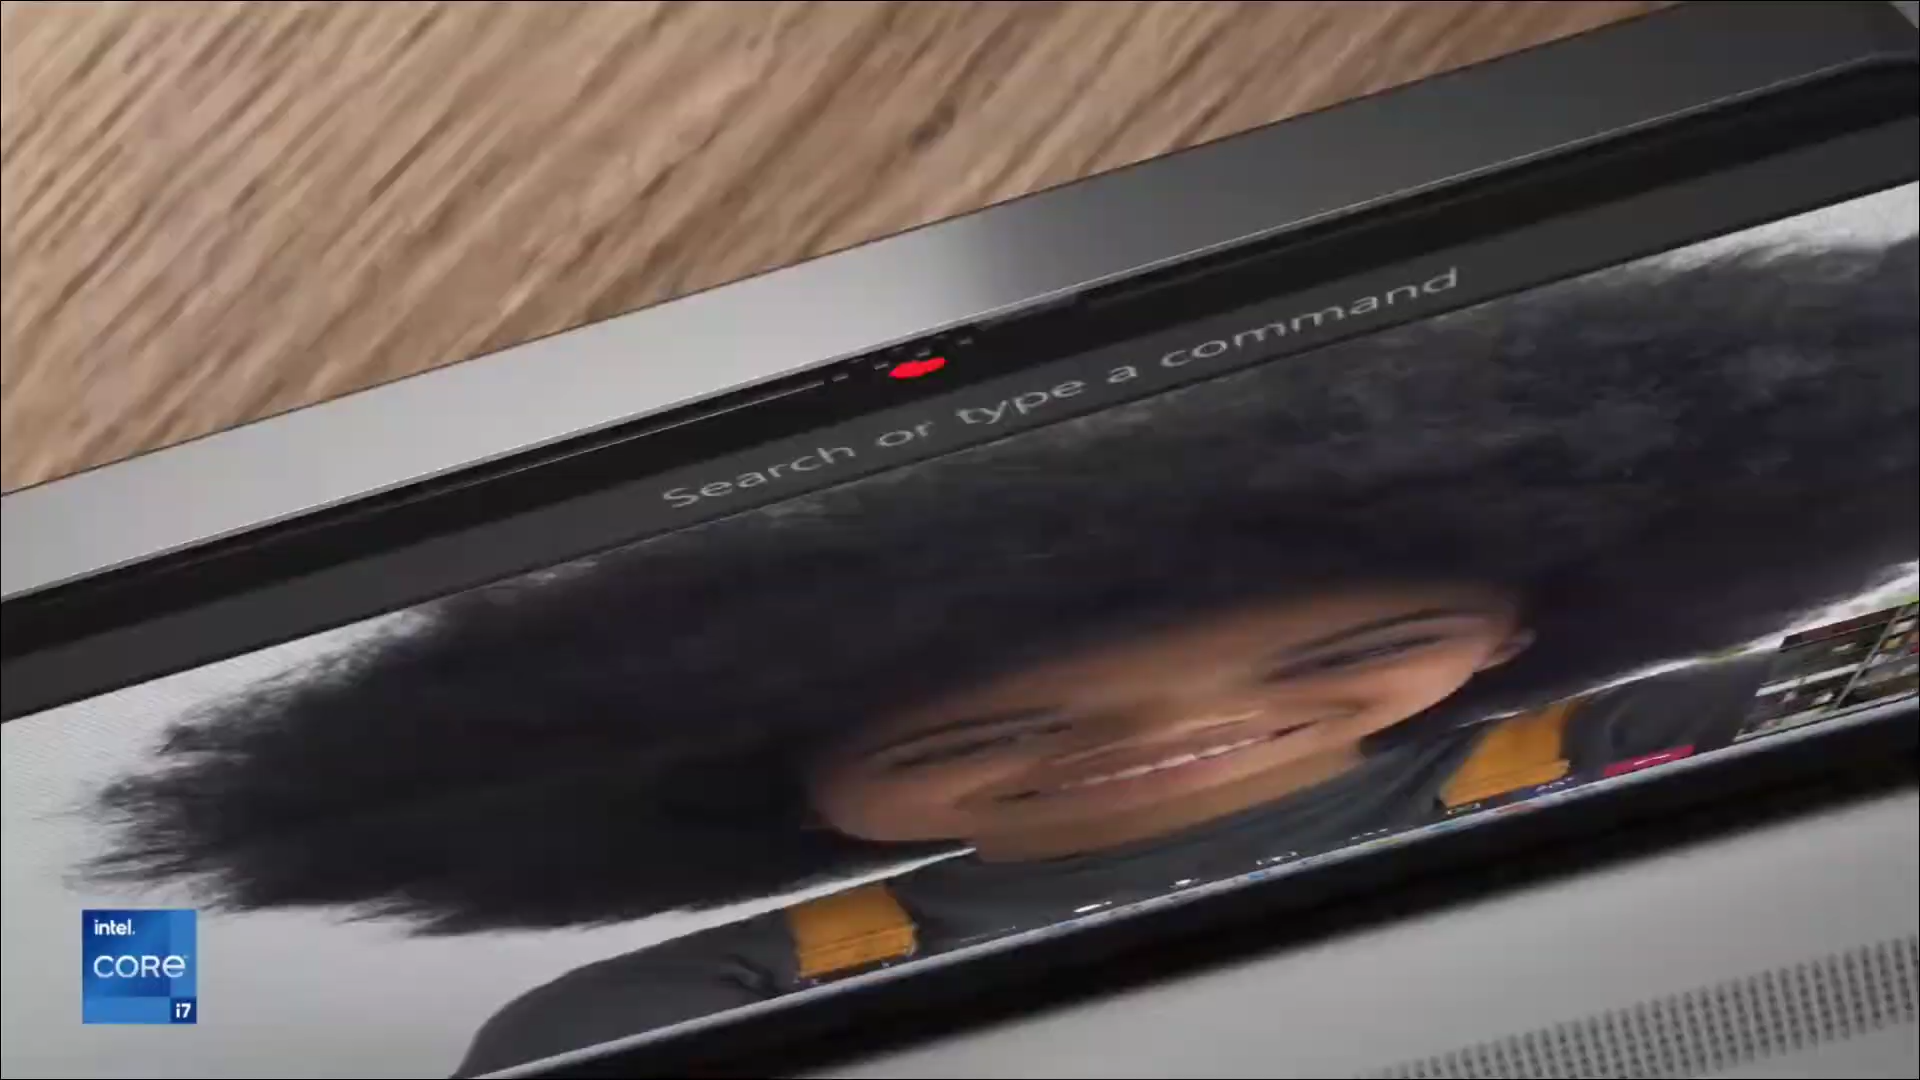 Search or type a command
intel.
CORe
i7